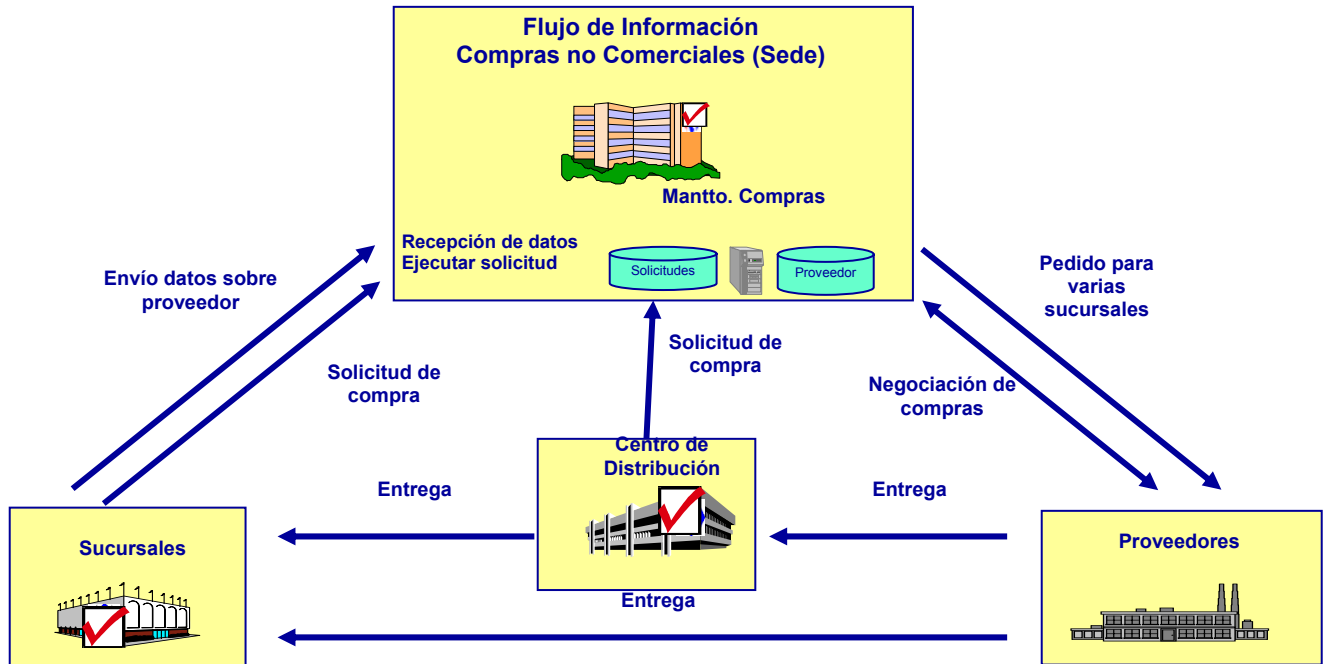 Flujo de Información
Compras no Comerciales (Sede)
Mantto. Compras
Recepción de datos
Ejecutar solicitud
Solicitudes
Proveedor
Envío datos sobre
proveedor
Solicitud de
compra
Solicitud de
compra
Pedido para
varias
sucursales
Negociación de
compras
Centro de
Distribución
Entrega
Entrega
Sucursales
Proveedores
Entrega